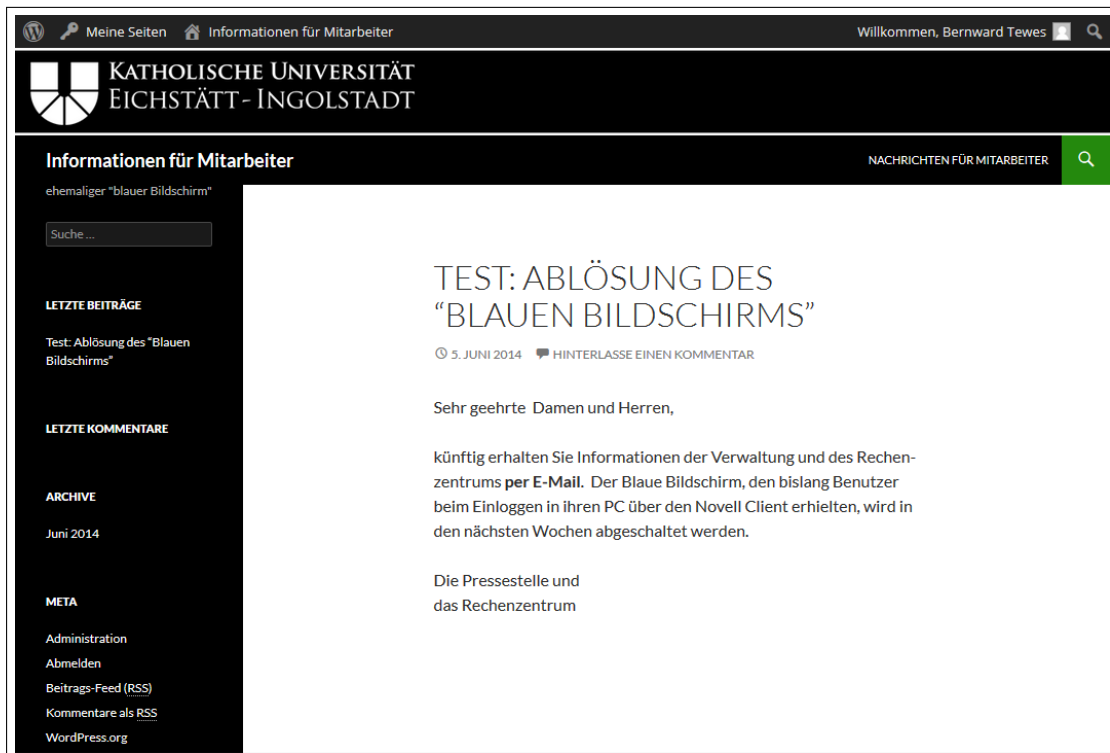 Meine Seiten Informationen für Mitarbeiter Willkommen, Bernward Tewes
Katholische Universität
Eichstätt-Ingolstadt
Informationen für Mitarbeiter
NACHRICHTEN FÜR MITARBEITER
ehemaliger "blauer Bildschirm"
Suche ...
LETZTE BEITRÄGE
Test: Ablösung des “Blauen
Bildschirms”
LETZTE KOMMENTARE
ARCHIVE
Juni 2014
META
Administration
Abmelden
Beitrags-Feed (RSS)
Kommentare als RSS
WordPress.org
TEST: ABLÖSUNG DES
“BLAUEN BILDSCHIRMS”
5. JUNI 2014 HINTERLASSE EINEN KOMMENTAR
Sehr geehrte Damen und Herren,
künftig erhalten Sie Informationen der Verwaltung und des Rechen-
zentrums per E-Mail. Der Blaue Bildschirm, den bislang Benutzer
beim Einloggen in ihren PC über den Novell Client erhielten, wird in
den nächsten Wochen abgeschaltet werden.
Die Pressestelle und
das Rechenzentrum